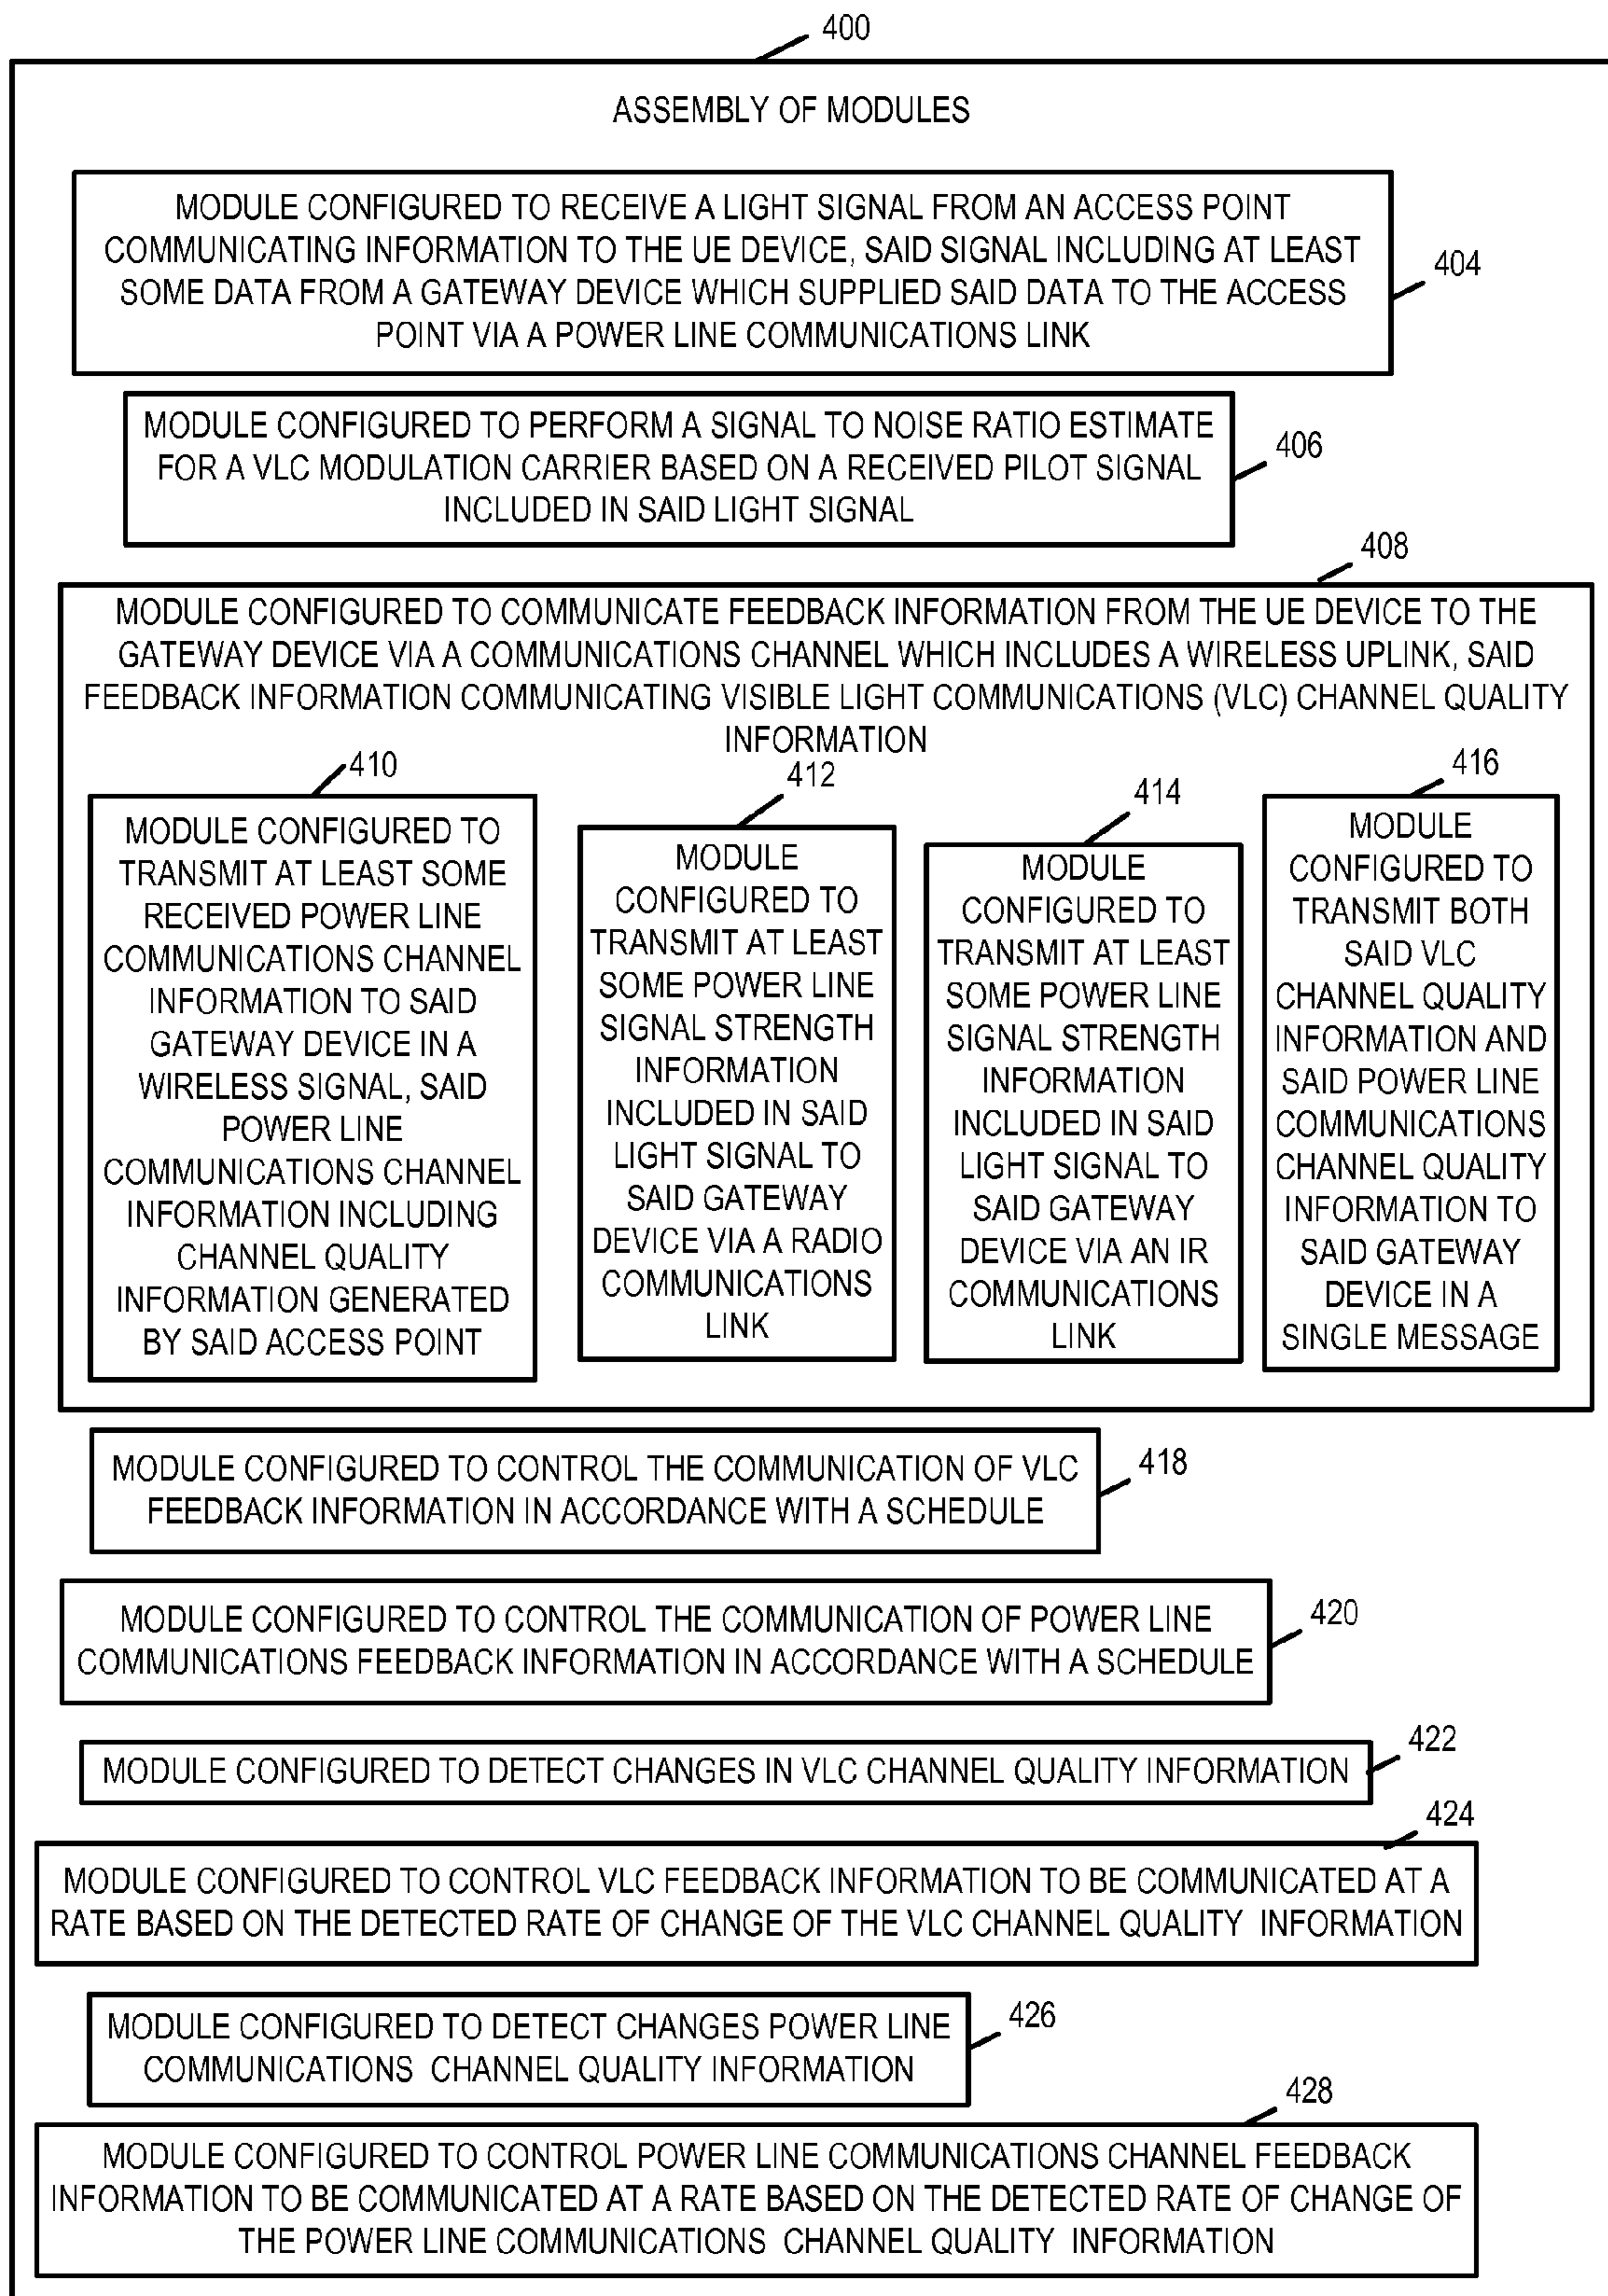 400
ASSEMBLY OF MODULES
MODULE CONFIGURED TO RECEIVE A LIGHT SIGNAL FROM AN ACCESS POINT
COMMUNICATING INFORMATION TO THE UE DEVICE, SAID SIGNAL INCLUDING AT LEAST
SOME DATA FROM A GATEWAY DEVICE WHICH SUPPLIED SAID DATA TO THE ACCESS
POINT VIA A POWER LINE COMMUNICATIONS LINK
404
MODULE CONFIGURED TO PERFORM A SIGNAL TO NOISE RATIO ESTIMATE
FOR A VLC MODULATION CARRIER BASED ON A RECEIVED PILOT SIGNAL
INCLUDED IN SAID LIGHT SIGNAL
406
408
MODULE CONFIGURED TO COMMUNICATE FEEDBACK INFORMATION FROM THE UE DEVICE TO THE
GATEWAY DEVICE VIA A COMMUNICATIONS CHANNEL WHICH INCLUDES A WIRELESS UPLINK, SAID
FEEDBACK INFORMATION COMMUNICATING VISIBLE LIGHT COMMUNICATIONS (VLC) CHANNEL QUALITY
INFORMATION
410
MODULE CONFIGURED TO
TRANSMIT AT LEAST SOME
RECEIVED POWER LINE
COMMUNICATIONS CHANNEL
INFORMATION TO SAID
GATEWAY DEVICE IN A
WIRELESS SIGNAL, SAID
POWER LINE
COMMUNICATIONS CHANNEL
INFORMATION INCLUDING
CHANNEL QUALITY
INFORMATION GENERATED
BY SAID ACCESS POINT
412
MODULE
CONFIGURED TO
TRANSMIT AT LEAST
SOME POWER LINE
SIGNAL STRENGTH
INFORMATION
INCLUDED IN SAID
LIGHT SIGNAL TO
SAID GATEWAY
DEVICE VIA A RADIO
COMMUNICATIONS
LINK
414
MODULE
CONFIGURED TO
TRANSMIT AT LEAST
SOME POWER LINE
SIGNAL STRENGTH
INFORMATION
INCLUDED IN SAID
LIGHT SIGNAL TO
SAID GATEWAY
DEVICE VIA AN IR
COMMUNICATIONS
LINK
416
MODULE
CONFIGURED TO
TRANSMIT BOTH
SAID VLC
CHANNEL QUALITY
INFORMATION AND
SAID POWER LINE
COMMUNICATIONS
CHANNEL QUALITY
INFORMATION TO
SAID GATEWAY
DEVICE IN A
SINGLE MESSAGE
MODULE CONFIGURED TO CONTROL THE COMMUNICATION OF VLC
FEEDBACK INFORMATION IN ACCORDANCE WITH A SCHEDULE
418
MODULE CONFIGURED TO CONTROL THE COMMUNICATION OF POWER LINE
COMMUNICATIONS FEEDBACK INFORMATION IN ACCORDANCE WITH A SCHEDULE
420
MODULE CONFIGURED TO DETECT CHANGES IN VLC CHANNEL QUALITY INFORMATION
422
424
MODULE CONFIGURED TO CONTROL VLC FEEDBACK INFORMATION TO BE COMMUNICATED AT A
RATE BASED ON THE DETECTED RATE OF CHANGE OF THE VLC CHANNEL QUALITY INFORMATION
MODULE CONFIGURED TO DETECT CHANGES POWER LINE
COMMUNICATIONS CHANNEL QUALITY INFORMATION
426
428
MODULE CONFIGURED TO CONTROL POWER LINE COMMUNICATIONS CHANNEL FEEDBACK
INFORMATION TO BE COMMUNICATED AT A RATE BASED ON THE DETECTED RATE OF CHANGE OF
THE POWER LINE COMMUNICATIONS CHANNEL QUALITY INFORMATION